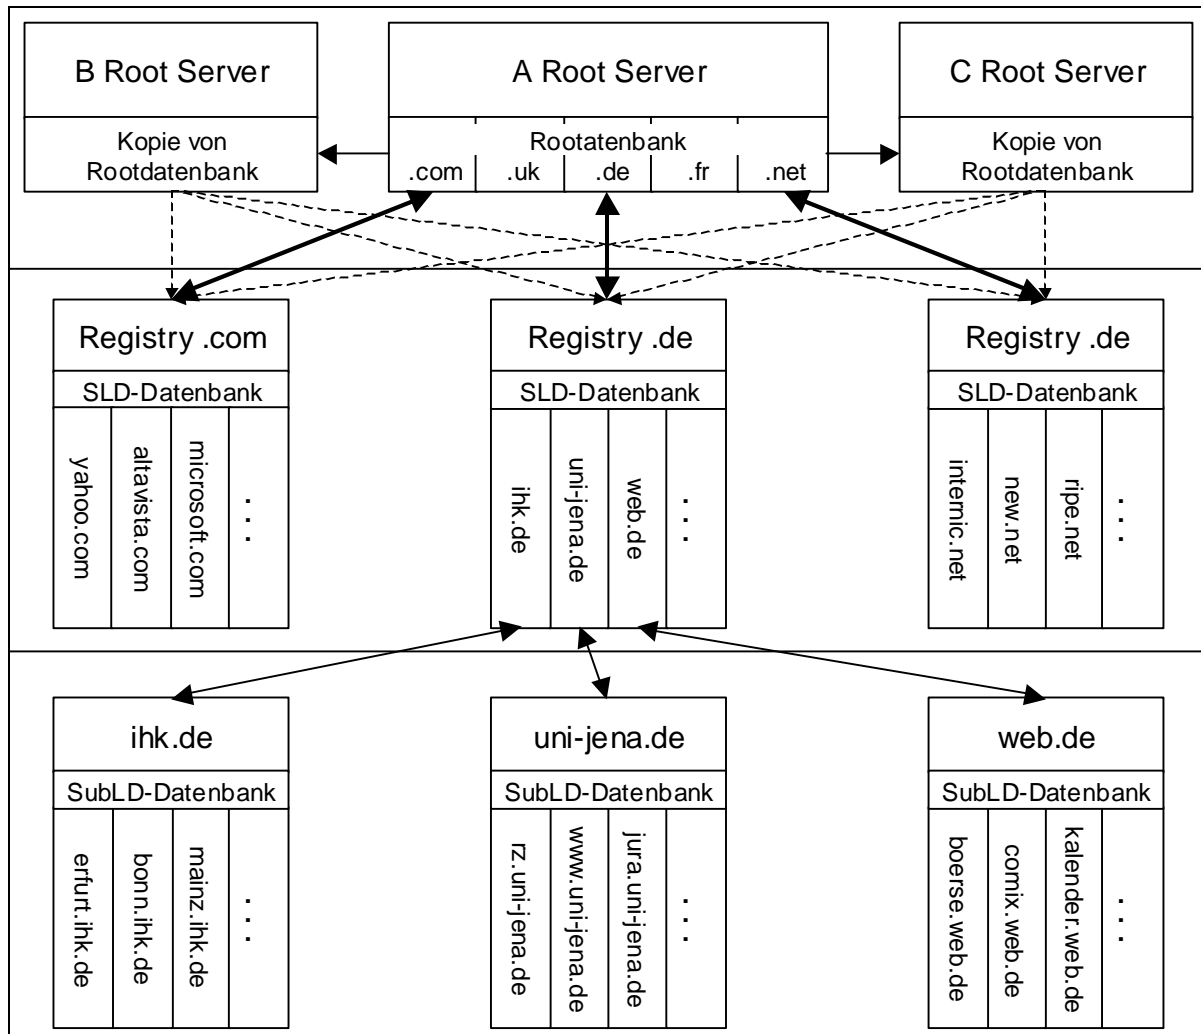 B Root Server
Kopie von
Rootdatenbank
A Root Server
Rootatenbank
.com
.uk
.de
.fr
.net
C Root Server
Kopie von
Rootdatenbank
Registry .com
SLD-Datenbank
yahoo.com
altavista.com
microsoft.com
...
Registry .de
SLD-Datenbank
ihk.de
uni-jena.de
web.de
...
Registry .de
SLD-Datenbank
internic.net
new.net
ripe.net
...
ihk.de
SubLD-Datenbank
erfurt.ihk.de
bonn.ihk.de
mainz.ihk.de
...
uni-jena.de
SubLD-Datenbank
rz.uni-jena.de
www.uni-jena.de
jura.uni-jena.de
...
web.de
SubLD-Datenbank
boerse.web.de
comix.web.de
kalender.web.de
...